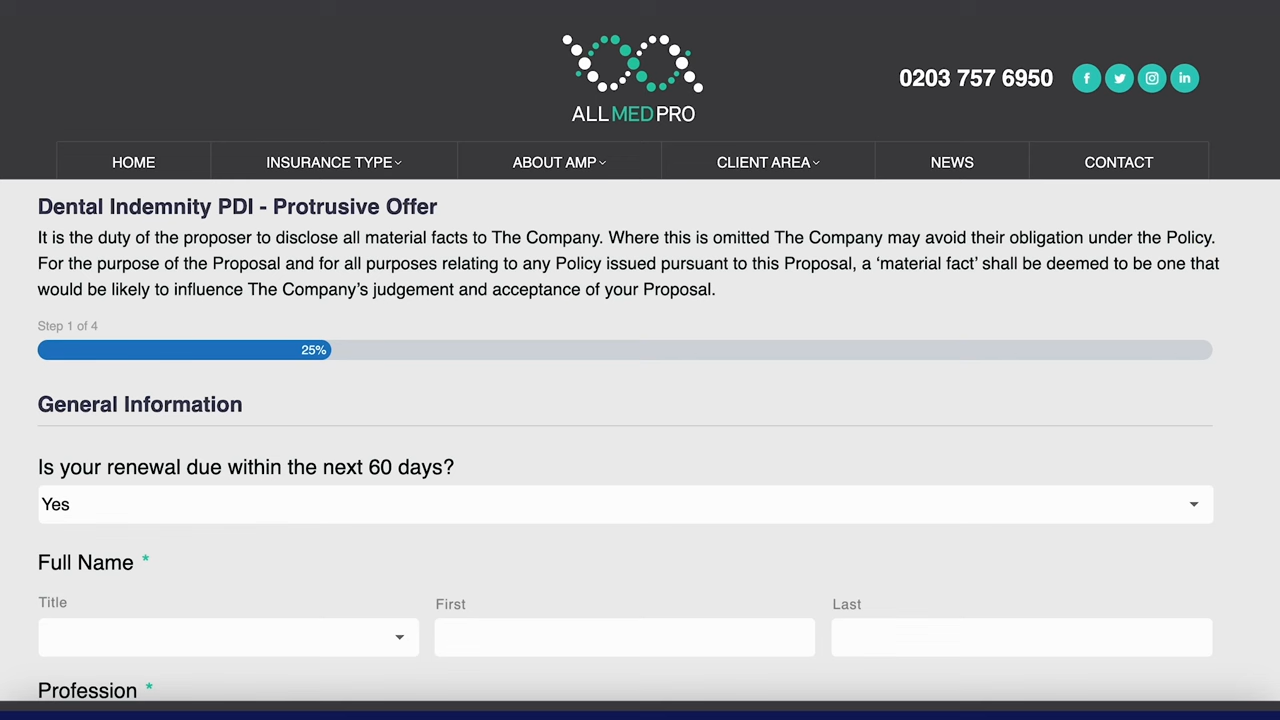 ALLMEDPRO
0203 757 6950
HOME INSURANCE TYPE ABOUT AMP CLIENT AREA NEWS CONTACT
Dental Indemnity PDI - Protrusive Offer
It is the duty of the proposer to disclose all material facts to The Company. Where this is omitted The Company may avoid their obligation under the Policy.
For the purpose of the Proposal and for all purposes relating to any Policy issued pursuant to this Proposal, a ‘material fact’ shall be deemed to be one that
would be likely to influence The Company’s judgement and acceptance of your Proposal.
Step 1 of 4
25%
General Information
Is your renewal due within the next 60 days?
Yes
Full Name *
Title First Last
Profession *